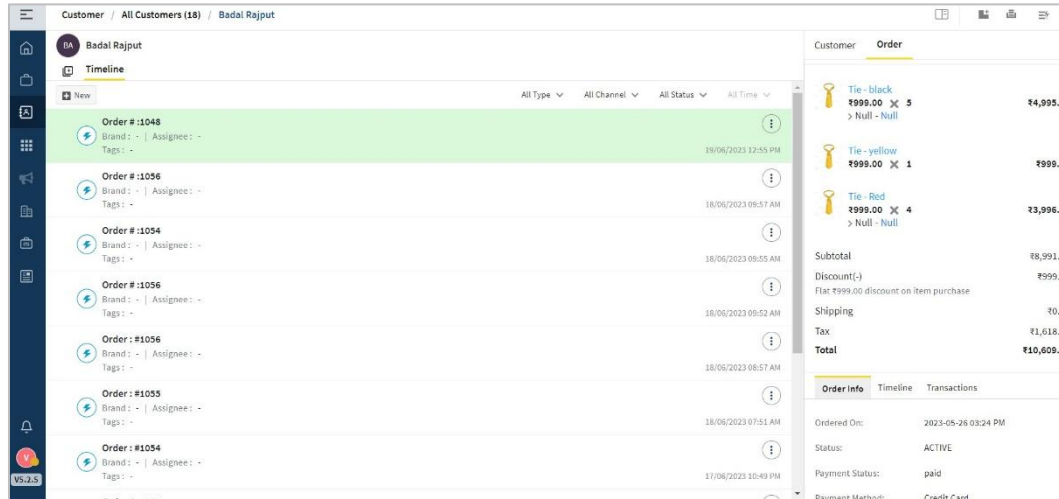 Customer / All Customers (18) / Badal Rajput
BA Badal Rajput
Timeline
New All Type All Channel All Status All Time
Order # :1048
Brand : - | Assignee : -
Tags : - 19/06/2023 12:55 PM
Order # :1056
Brand : - | Assignee : -
Tags : - 18/06/2023 09:57 AM
Order # :1054
Brand : - | Assignee : -
Tags : - 18/06/2023 09:55 AM
Order # :1056
Brand : - | Assignee : -
Tags : - 18/06/2023 09:52 AM
Order : #1056
Brand : - | Assignee : -
Tags : - 18/06/2023 08:57 AM
Order : #1055
Brand : - | Assignee : -
Tags : - 18/06/2023 07:51 AM
Order : #1054
Brand : - | Assignee : -
Tags : - 17/06/2023 10:49 PM
V
V5.2.5
Customer Order
Tie - black
₹999.00 X 5 ₹4,995.
> Null - Null
Tie - yellow
₹999.00 X 1 ₹999.
Tie - Red
₹999.00 X 4 ₹3,996.
> Null - Null
Subtotal ₹8,991.
Discount(-) ₹999.
Flat ₹999.00 discount on item purchase
Shipping ₹0.
Tax ₹1,618.
Total ₹10,609.
Order Info Timeline Transactions
Ordered On: 2023-05-26 03:24 PM
Status: ACTIVE
Payment Status: paid
Payment Method: Credit Card